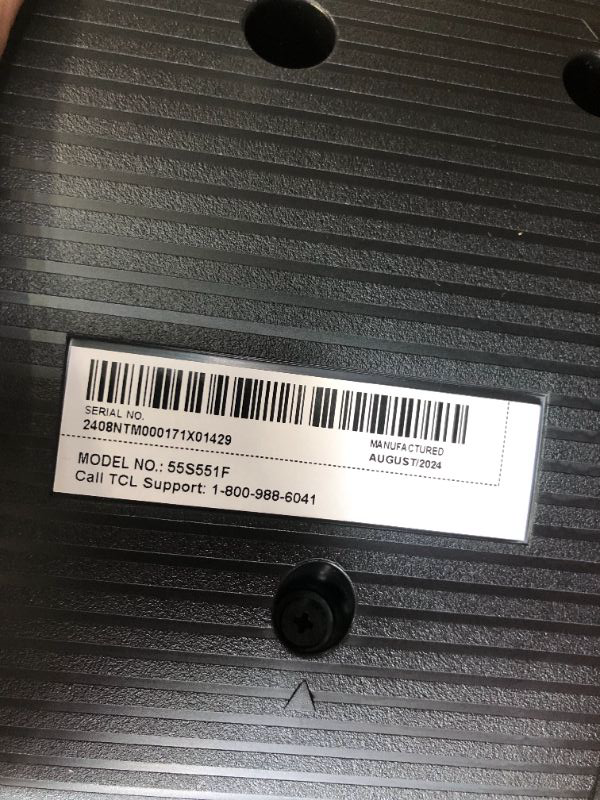 SERIAL NO.
2408NTM000171X01429
MANUFACTURED
AUGUST/2024
MODEL NO.: 55S551F
Call TCL Support: 1-800-988-6041